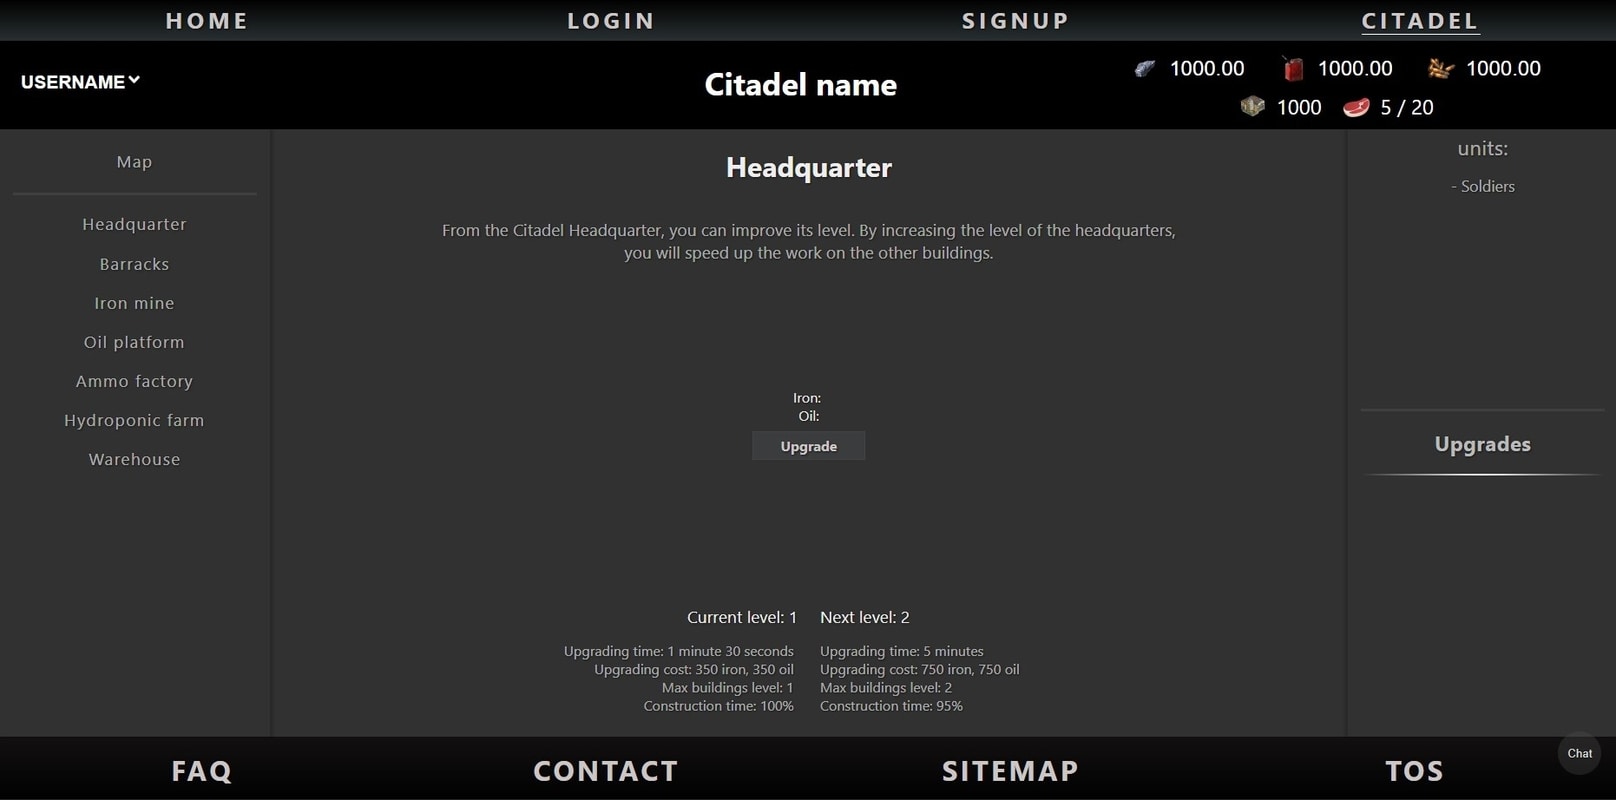 HOME LOGIN SIGNUP CITADEL
USERNAME
Citadel name
1000.00 1000.00 1000.00
1000 5 / 20
Map
Headquarter
Barracks
Iron mine
Oil platform
Ammo factory
Hydroponic farm
Warehouse
Headquarter
From the Citadel Headquarter, you can improve its level. By increasing the level of the headquarters,
you will speed up the work on the other buildings.
Iron:
Oil:
Upgrade
Current level: 1
Upgrading time: 1 minute 30 seconds
Upgrading cost: 350 iron, 350 oil
Max buildings level: 1
Construction time: 100%
Next level: 2
Upgrading time: 5 minutes
Upgrading cost: 750 iron, 750 oil
Max buildings level: 2
Construction time: 95%
units:
- Soldiers
Upgrades
Chat
FAQ CONTACT SITEMAP TOS